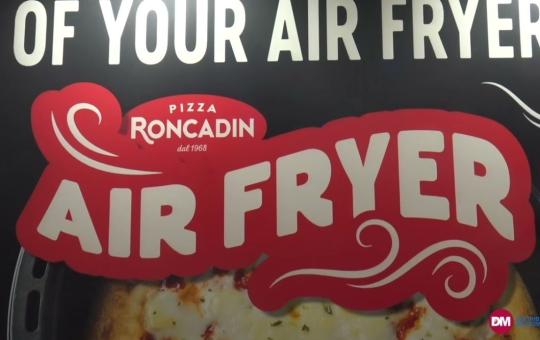 OF YOUR AIR FRYER
PIZZA
RONCADIN
dal 1968
AIR FRYER
DM